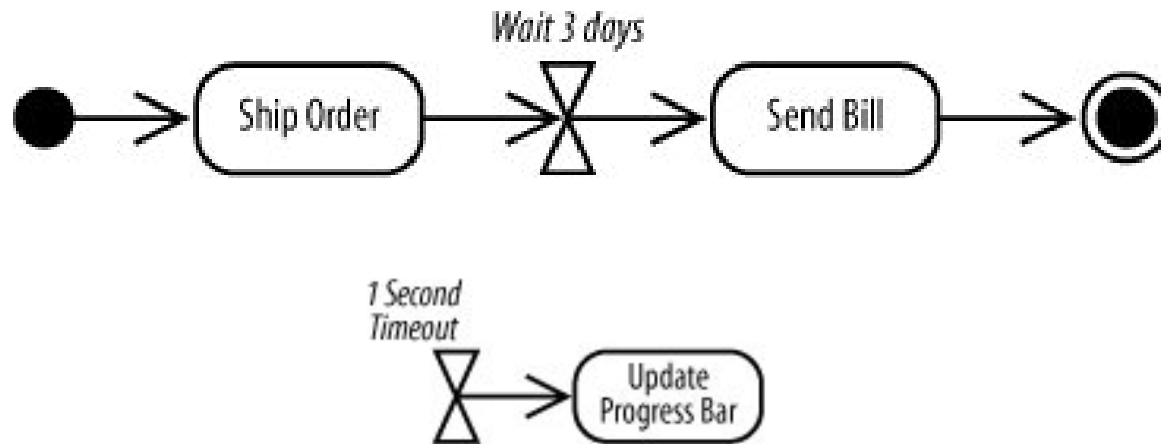 Wait 3 days
Ship Order
Send Bill
1 Second
Timeout
Update
Progress Bar